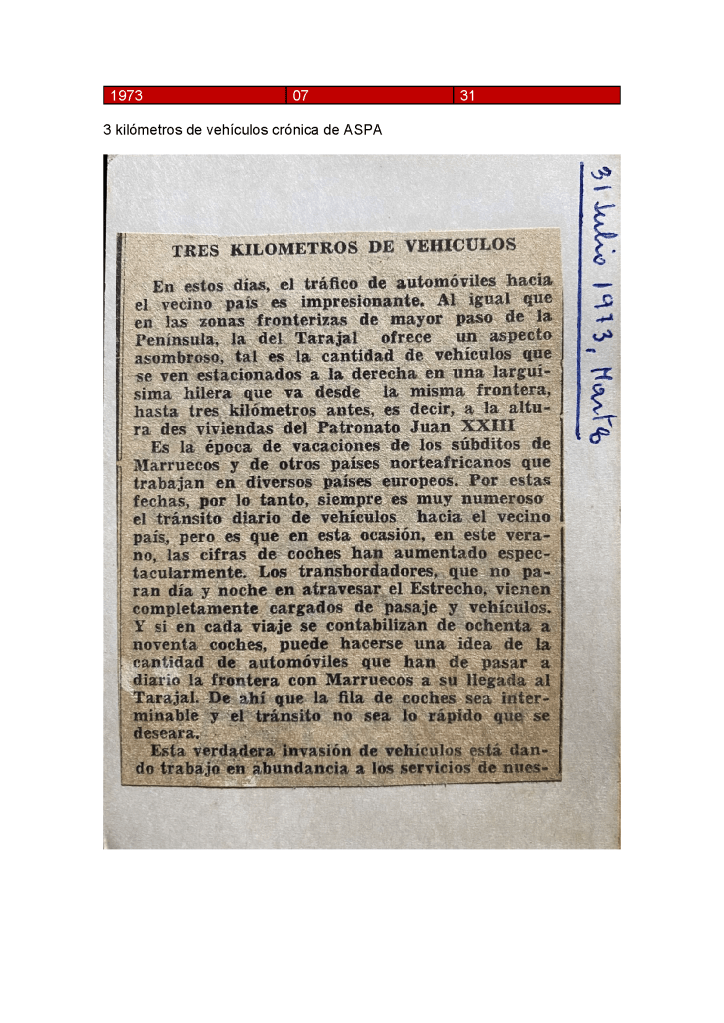 1973 07 31
3 kilómetros de vehículos crónica de ASPA
31 Julio 1973, Martes
TRES KILOMETROS DE VEHICULOS
En estos días, el tráfico de automóviles hacia
el vecino país es impresionante. Al igual que
en las zonas fronterizas de mayor paso de la
Península, la del Tarajal ofrece un aspecto
asombroso, tal es la cantidad de vehículos que
se ven estacionados a la derecha en una larguí-
sima hilera que va desde la misma frontera,
hasta tres kilómetros antes, es decir, a la altu-
ra des viviendas del Patronato Juan XXIII
Es la época de vacaciones de los súbditos de
Marruecos y de otros países norteafricanos que
trabajan en diversos países europeos. Por estas
fechas, por lo tanto, siempre es muy numeroso
el tránsito diario de vehículos hacia el vecino
país, pero es que en esta ocasión, en este vera-
no, las cifras de coches han aumentado espec-
tacularmente. Los transbordadores, que no pa-
ran día y noche en atravesar el Estrecho, vienen
completamente cargados de pasaje y vehículos.
Y si en cada viaje se contabilizan de ochenta a
noventa coches, puede hacerse una idea de la
cantidad de automóviles que han de pasar a
diario la frontera con Marruecos a su llegada al
Tarajal. De ahí que la fila de coches sea inter-
minable y el tránsito no sea lo rápido que se
deseara.
Esta verdadera invasión de vehículos está dan-
do trabajo en abundancia a los servicios de nues-